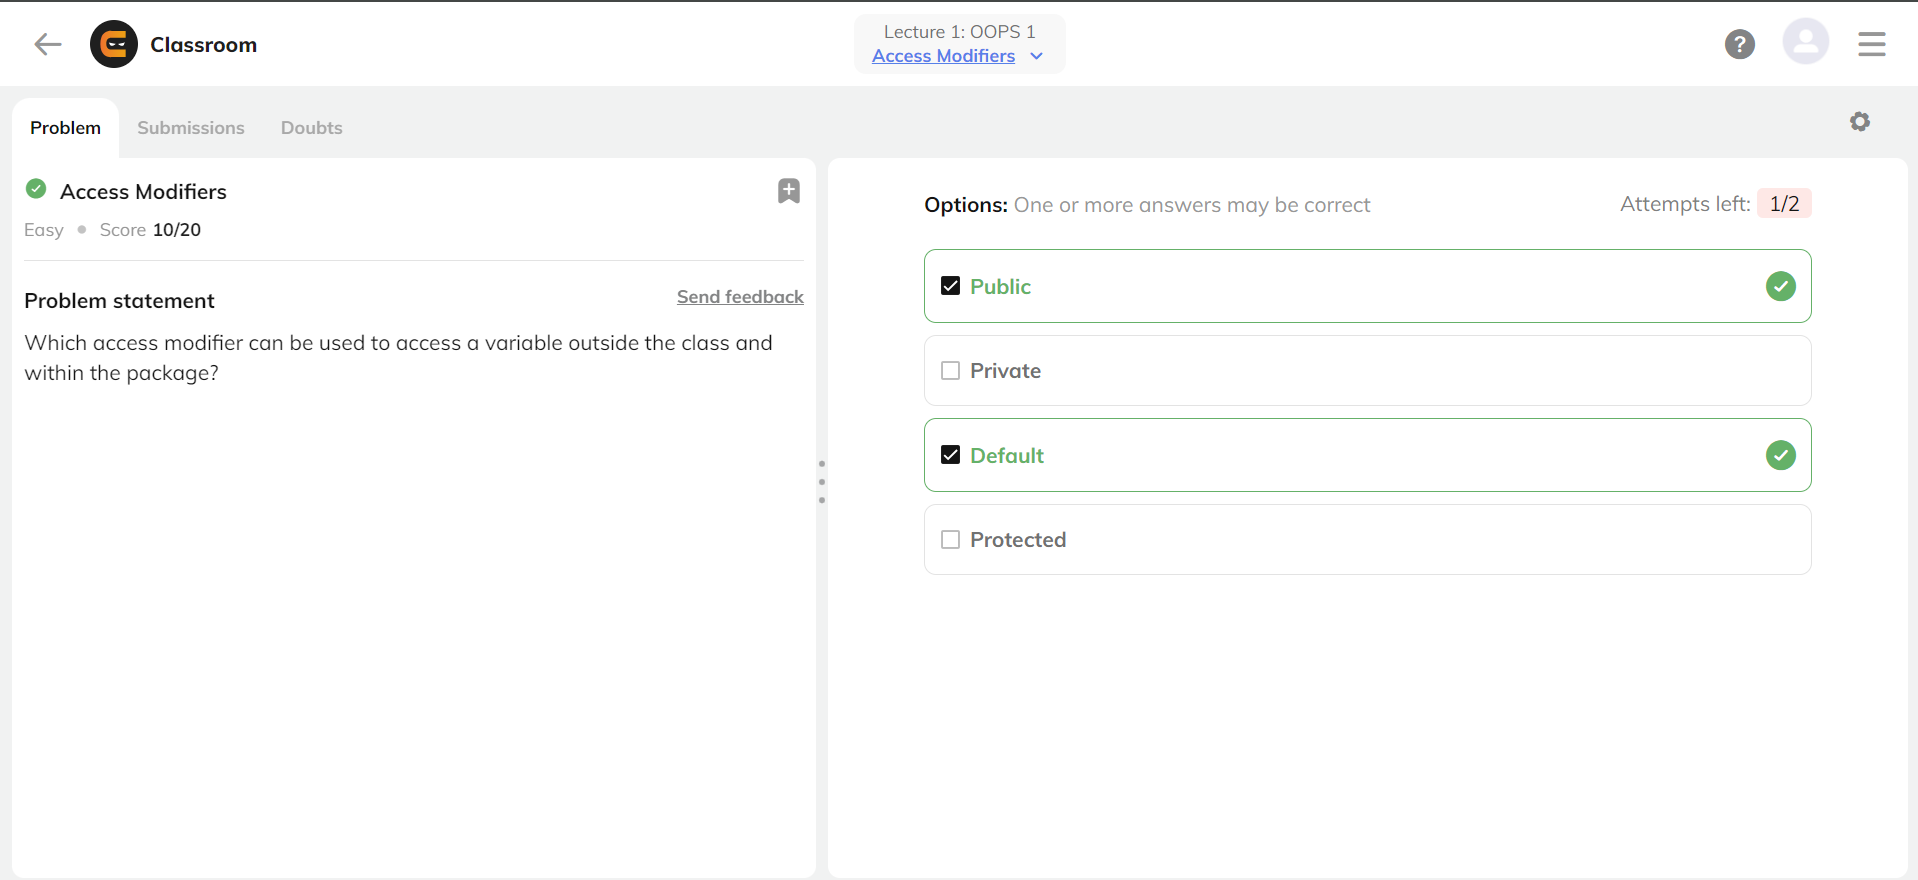 Classroom
Lecture 1: OOPS 1
Access Modifiers
?
Problem
Submissions
Doubts
Access Modifiers
Easy
Score 10/20
Problem statement
Send feedback
Which access modifier can be used to access a variable outside the class and
within the package?
Options: One or more answers may be correct
Attempts left: 1/2
Public
Private
Default
Protected